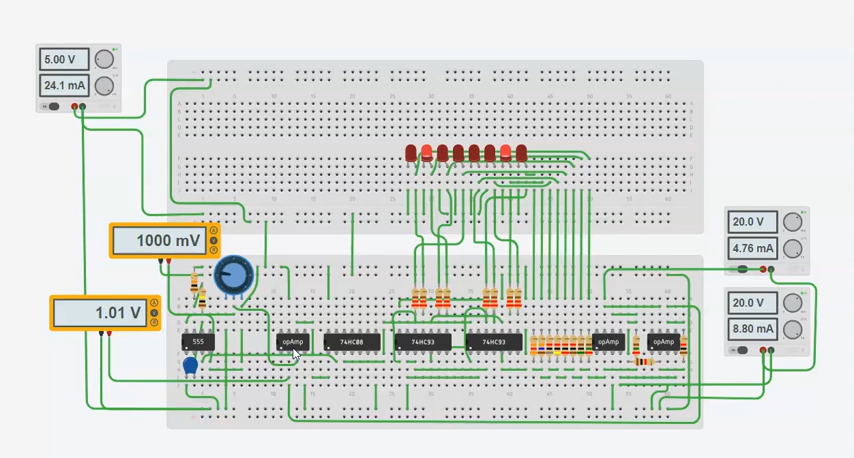 5.00 V
24.1 mA
1000 mV
1.01 V
20.0 V
4.76 mA
20.0 V
8.80 mA
555
opAmp
74HC08
74HC93
74HC93
opAmp
opAmp